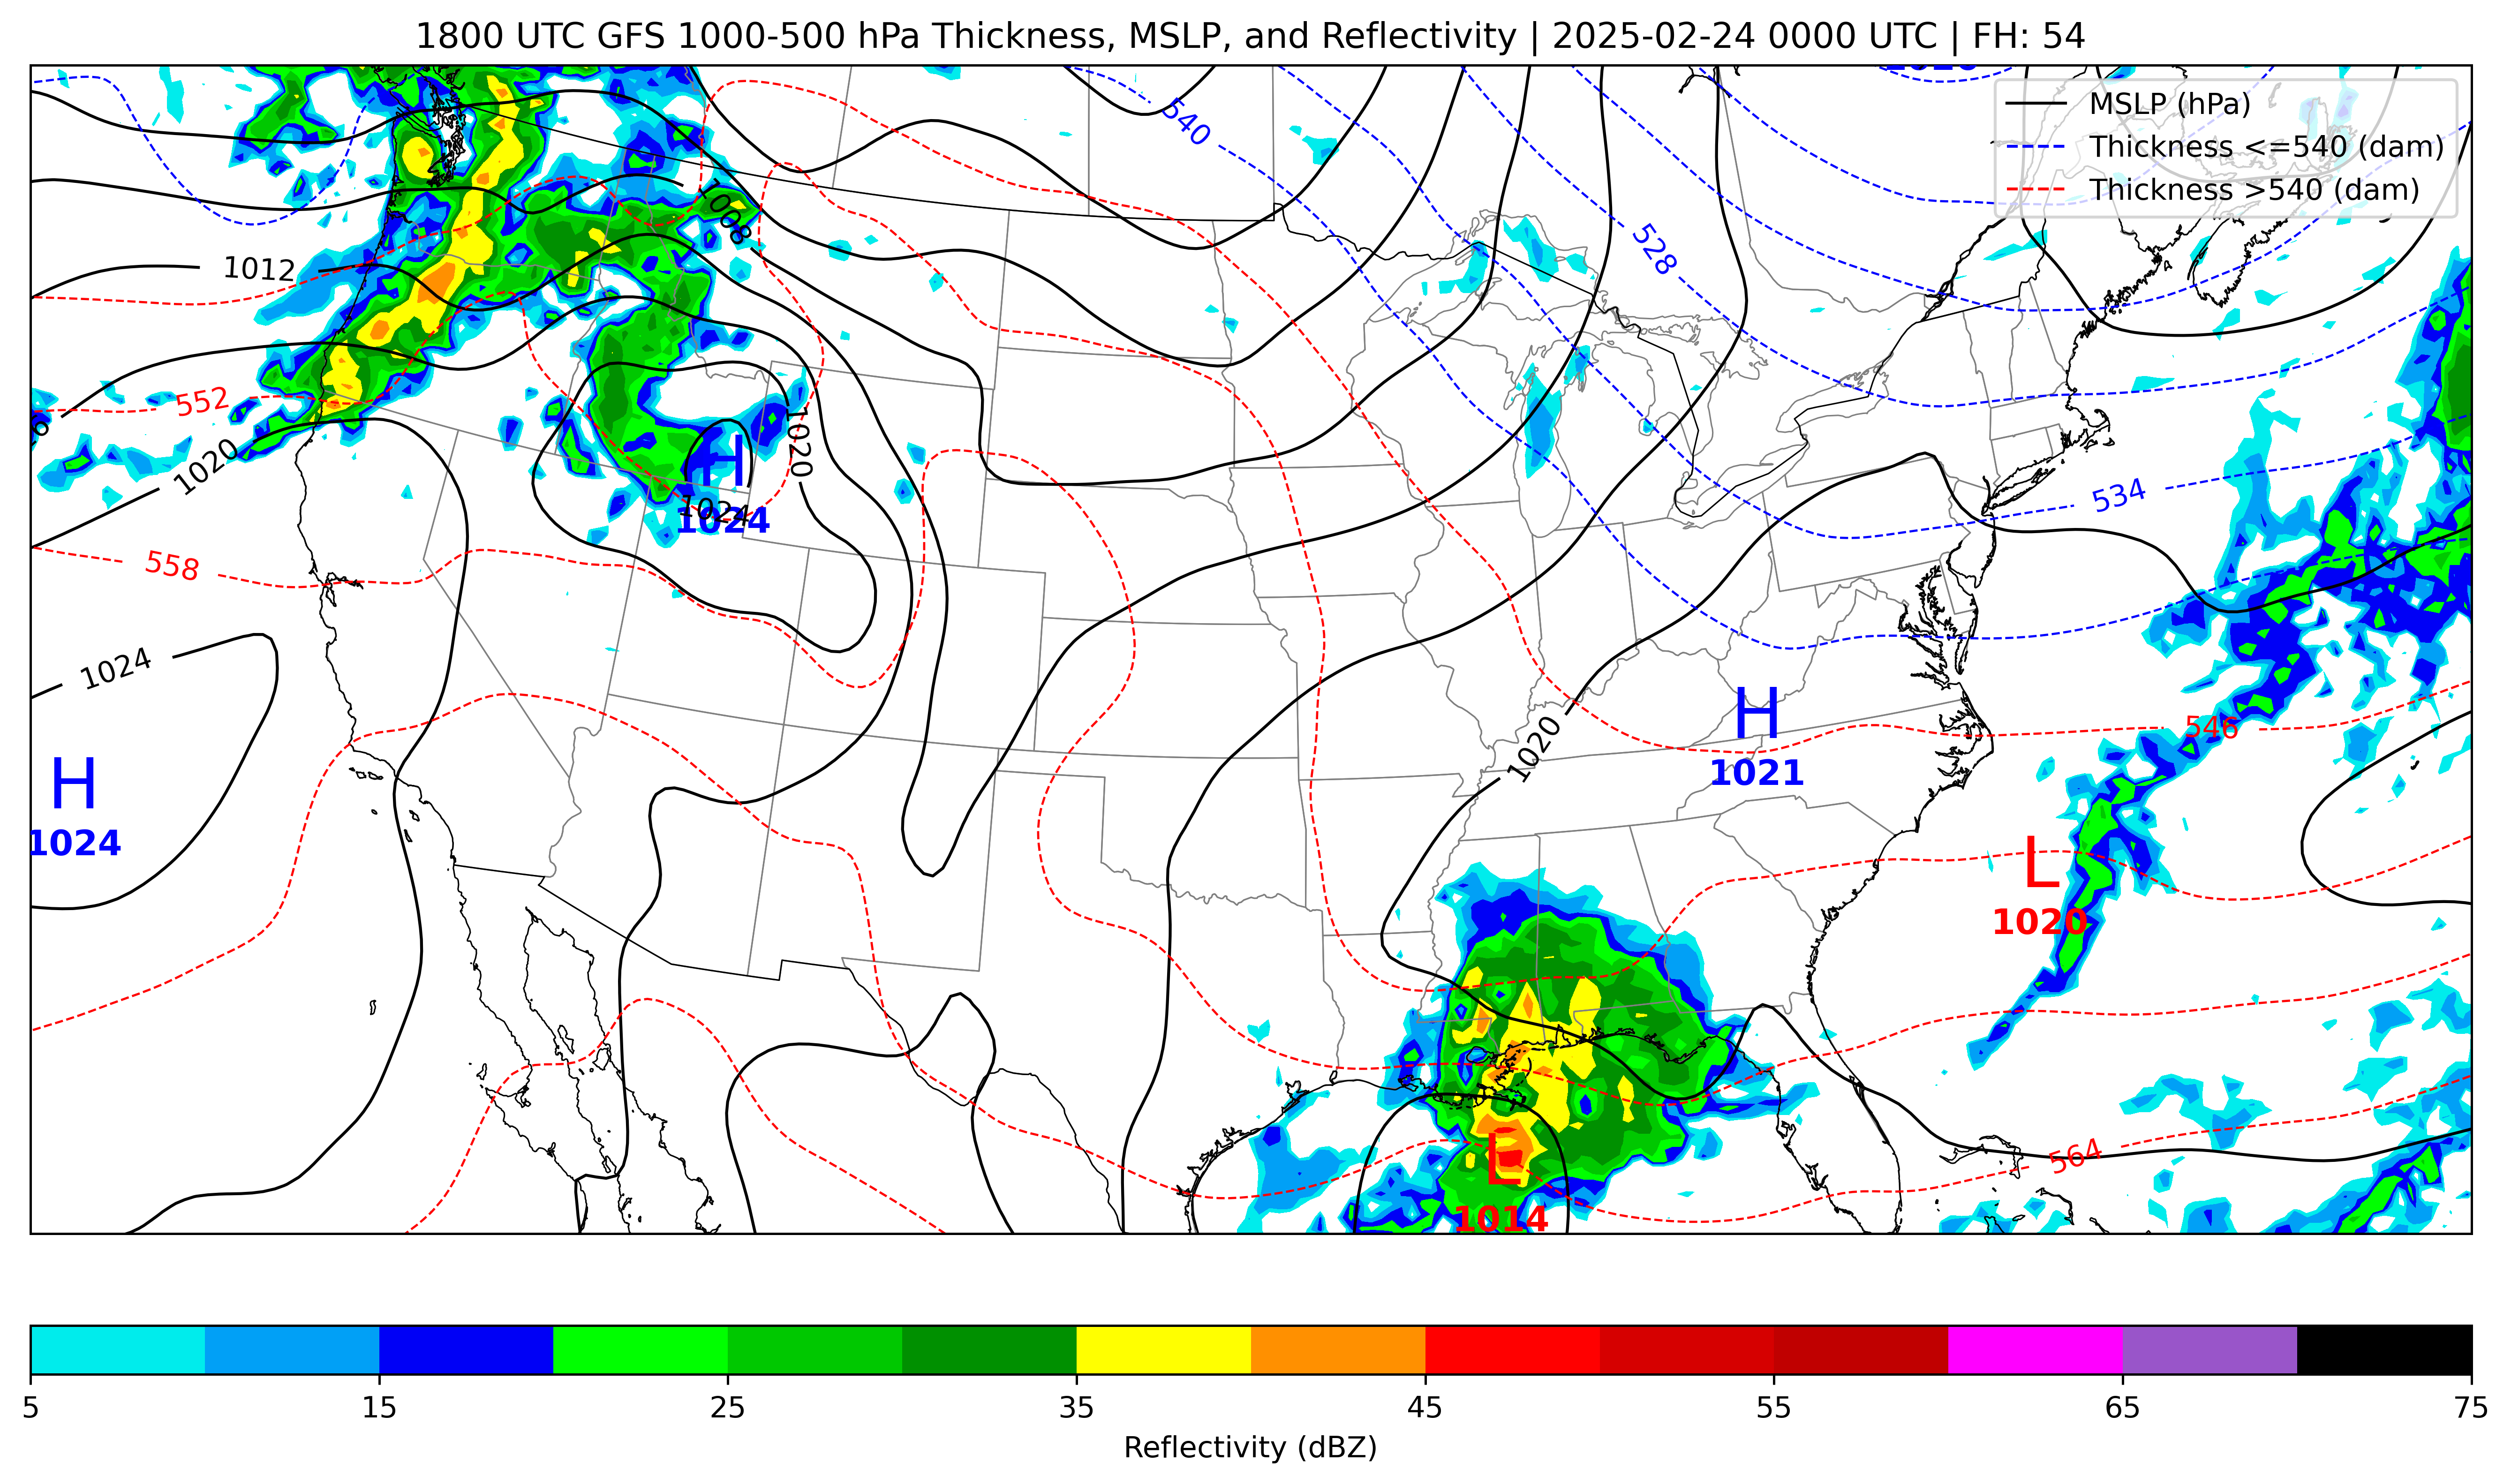 1800 UTC GFS 1000-500 hPa Thickness, MSLP, and Reflectivity | 2025-02-24 0000 UTC | FH: 54
MSLP (hPa)
Thickness <=540 (dam)
Thickness >540 (dam)
540
1008
528
1012
552
1020
1020
H
1024
1024
534
558
1024
H
1021
546
1020
H
1024
L
1020
564
L
1014
5 15 25 35 45 55 65 75
Reflectivity (dBZ)